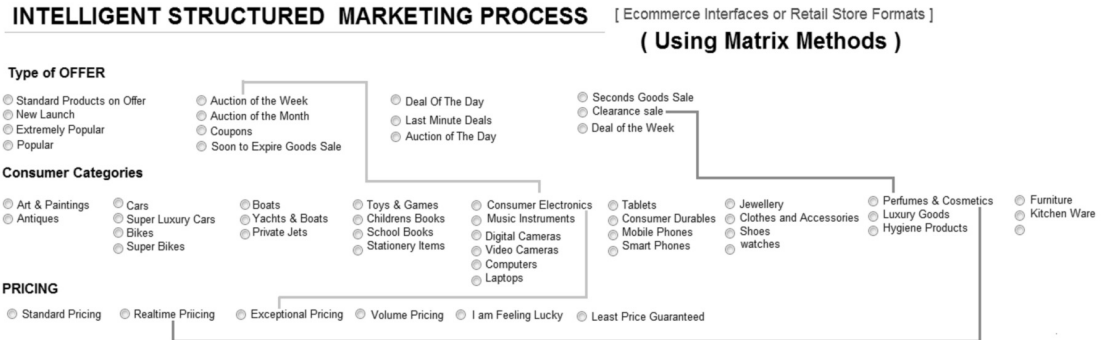 INTELLIGENT STRUCTURED MARKETING PROCESS
[ Ecommerce Interfaces or Retail Store Formats ]
( Using Matrix Methods )
Type of OFFER
Standard Products on Offer
New Launch
Extremely Popular
Popular
Auction of the Week
Auction of the Month
Coupons
Soon to Expire Goods Sale
Deal Of The Day
Last Minute Deals
Auction of The Day
Seconds Goods Sale
Clearance sale
Deal of the Week
Consumer Categories
Art & Paintings
Antiques
Cars
Super Luxury Cars
Bikes
Super Bikes
Boats
Yachts & Boats
Private Jets
Toys & Games
Childrens Books
School Books
Stationery Items
Consumer Electronics
Music Instruments
Digital Cameras
Video Cameras
Computers
Laptops
Tablets
Consumer Durables
Mobile Phones
Smart Phones
Jewellery
Clothes and Accessories
Shoes
watches
Perfumes & Cosmetics
Luxury Goods
Hygiene Products
Furniture
Kitchen Ware
PRICING
Standard Pricing
Realtime Priicing
Exceptional Pricing
Volume Pricing
I am Feeling Lucky
Least Price Guaranteed